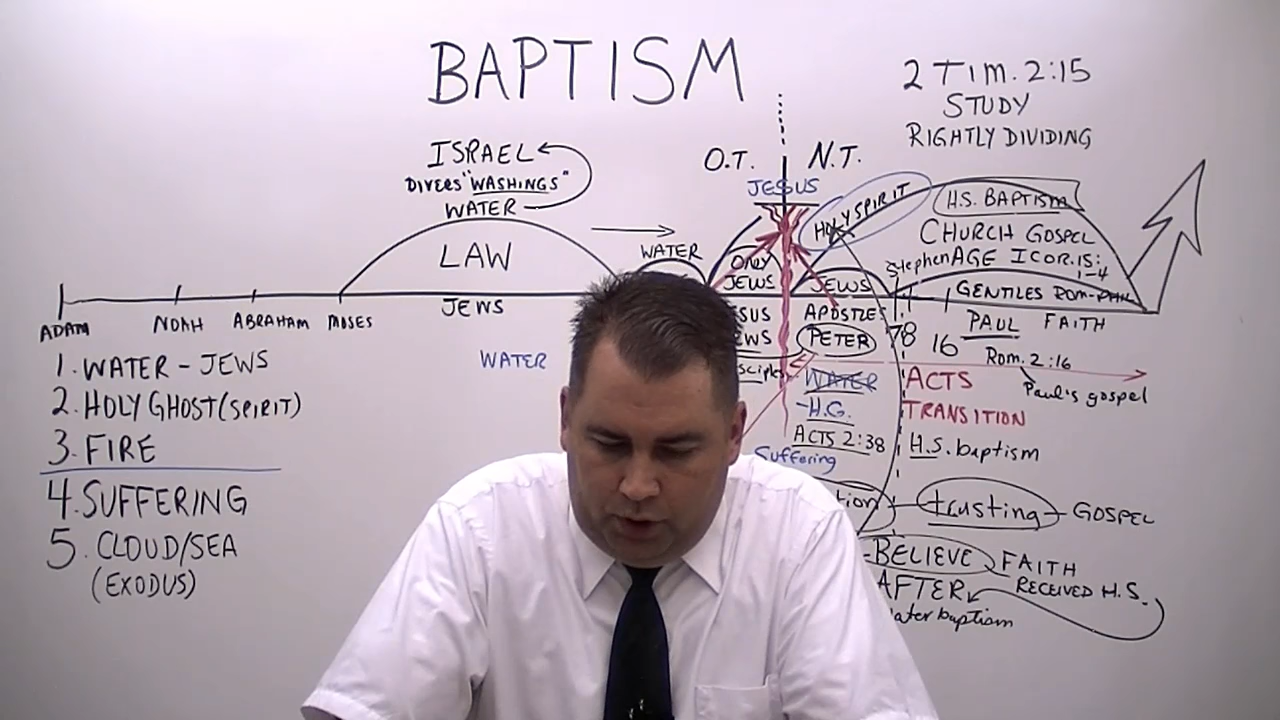 BAPTISM
2 TIM. 2:15
STUDY
RIGHTLY DIVIDING
ISRAEL
DIVERS "WASHINGS"
WATER
O.T. N.T.
JESUS
HOLY SPIRIT
H.S. BAPTISM
CHURCH GOSPEL
Stephen AGE I COR.15:
1-4
LAW
WATER
ONLY
JEWS
JEWS
GENTILES ROM-PHIL
ADAM NOAH ABRAHAM MOSES
JEWS
APOSTLES
PETER
7 8 16
PAUL FAITH
Rom. 2:16
Paul's gospel
1. WATER - JEWS
2. HOLY GHOST (SPIRIT)
3. FIRE
4. SUFFERING
5. CLOUD/SEA
(EXODUS)
WATER
WATER
-H.G.
ACTS 2:38
Suffering
ACTS
TRANSITION
H.S. baptism
trusting - GOSPEL
-BELIEVE FAITH
RECEIVED H.S.
AFTER
water baptism